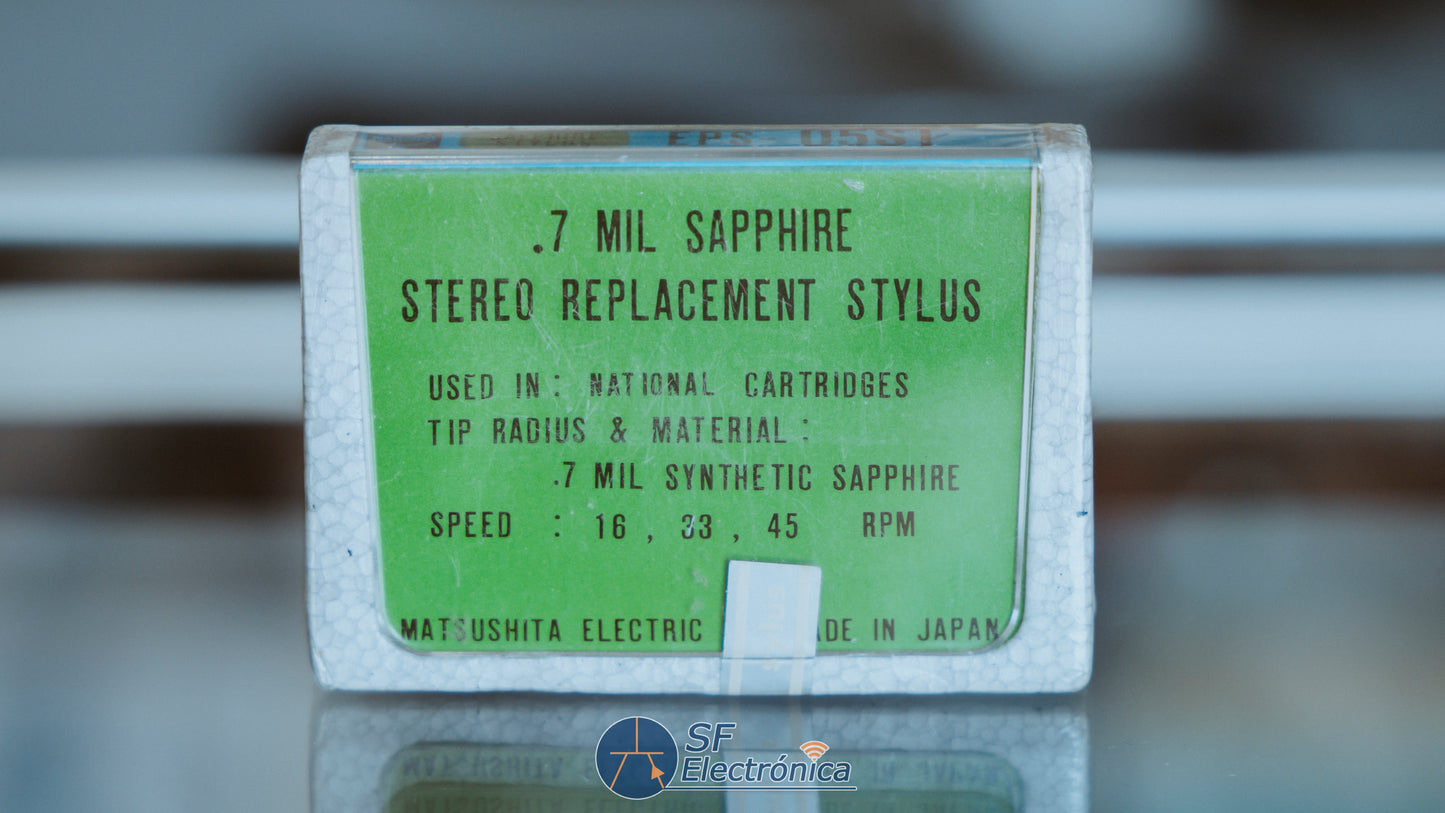 EPS 05ST
.7 MIL SAPPHIRE
STEREO REPLACEMENT STYLUS
USED IN : NATIONAL CARTRIDGES
TIP RADIUS & MATERIAL :
.7 MIL SYNTHETIC SAPPHIRE
SPEED : 16 , 33 , 45 RPM
MATSUSHITA ELECTRIC IN JAPAN
SF
Electrónica